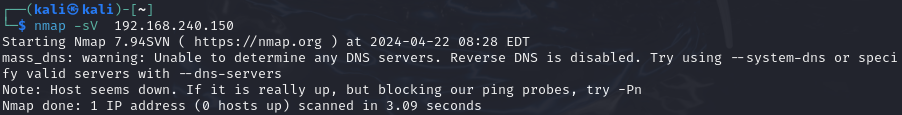 ┌──(kali㉿kali)-[~]
└─$ nmap -sV  192.168.240.150
Starting Nmap 7.94SVN ( https://nmap.org ) at 2024-04-22 08:28 EDT
mass_dns: warning: Unable to determine any DNS servers. Reverse DNS is disabled. Try using --system-dns or speci
fy valid servers with --dns-servers
Note: Host seems down. If it is really up, but blocking our ping probes, try -Pn
Nmap done: 1 IP address (0 hosts up) scanned in 3.09 seconds